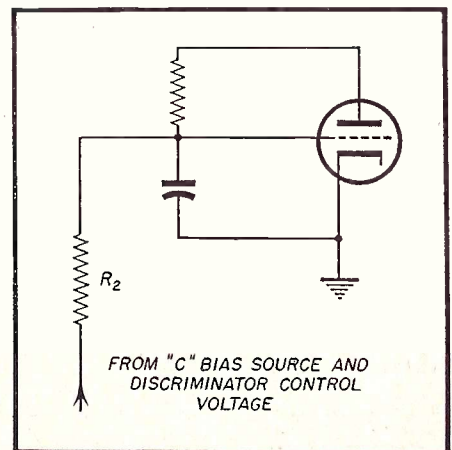 R2
FROM "C" BIAS SOURCE AND
DISCRIMINATOR CONTROL
VOLTAGE